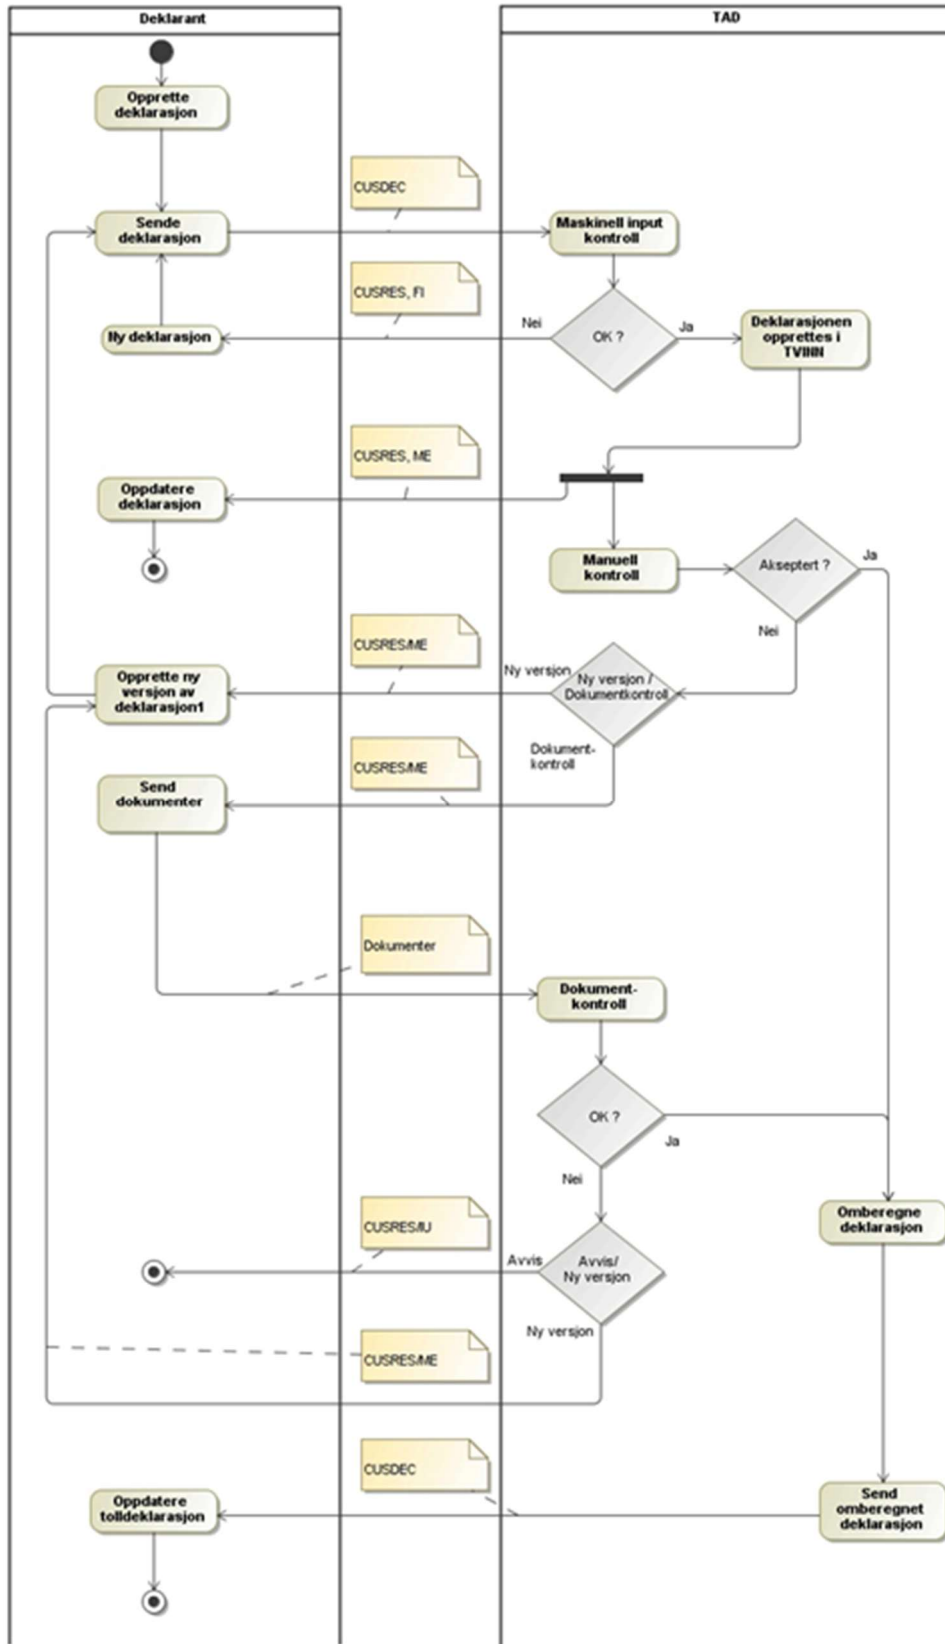 Deklarant
TAD
Opprette
deklarasjon
CUSDEC
Sende
deklarasjon
Maskinell input
kontroll
CUSRES, FI
Ny deklarasjon
Nei
OK ?
Ja
Deklarasjonen
opprettes i
TVINN
CUSRES, ME
Oppdatere
deklarasjon
Manuell
kontroll
Akseptert ?
Ja
Nei
CUSRES/ME
Opprette ny
versjon av
deklarasjon1
Ny versjon
Ny versjon /
Dokumentkontroll
Dokument-
kontroll
CUSRES/ME
Send
dokumenter
Dokumenter
Dokument-
kontroll
OK ?
Ja
Nei
CUSRES/IU
Omberegne
deklarasjon
Avvis
Avvis/
Ny versjon
Ny versjon
CUSRES/ME
CUSDEC
Oppdatere
tolldeklarasjon
Send
omberegnet
deklarasjon